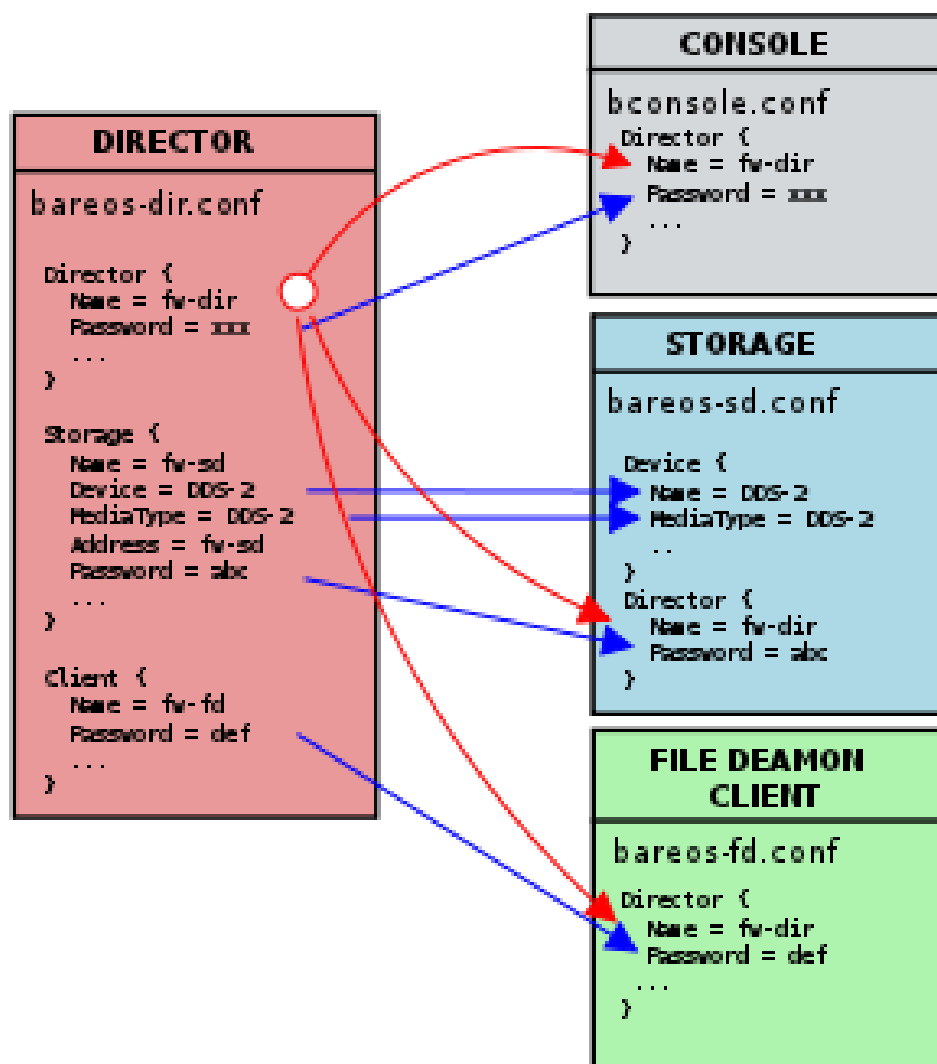 DIRECTOR
bareos-dir.conf
Director {
Name = fw-dir
Password = xxx
...
}
Storage {
Name = fw-sd
Device = DDS-2
MediaType = DDS-2
Address = fw-sd
Password = abc
...
}
Client {
Name = fw-fd
Password = def
...
}
CONSOLE
bconsole.conf
Director {
Name = fw-dir
Password = xxx
...
}
STORAGE
bareos-sd.conf
Device {
Name = DDS-2
MediaType = DDS-2
..
}
Director {
Name = fw-dir
Password = abc
}
FILE DEAMON
CLIENT
bareos-fd.conf
Director {
Name = fw-dir
Password = def
...
}